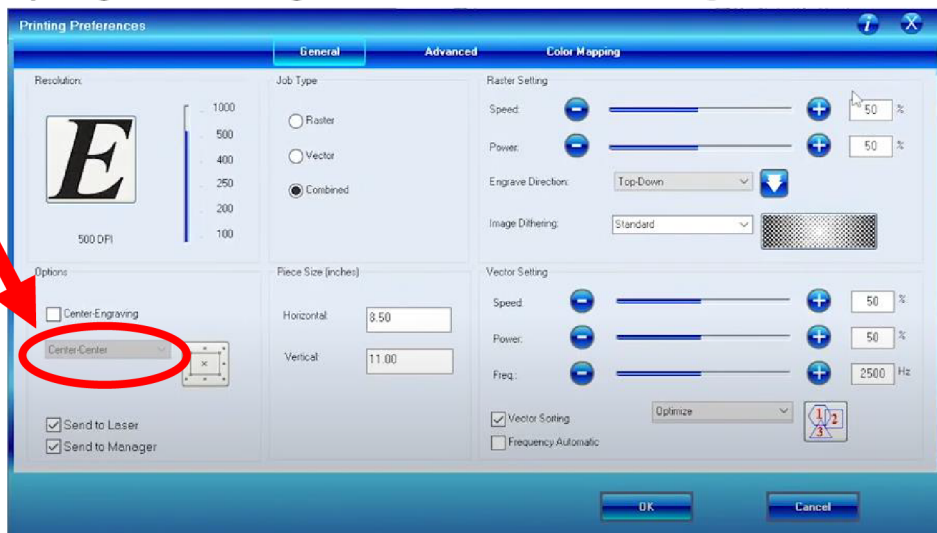 Printing Preferences
i X
General Advanced Color Mapping
Resolution:
E
1000
500
400
250
200
100
500 DPI
Job Type
Raster
Vector
Combined
Raster Setting
Speed: 50 %
Power: 50 %
Engrave Direction: Top-Down
Image Dithering: Standard
Options
Center-Engraving
Center-Center
Send to Laser
Send to Manager
Piece Size (inches)
Horizontal: 8.50
Vertical: 11.00
Vector Setting
Speed 50 %
Power: 50 %
Freq.: 2500 Hz
Vector Sorting Optimize
1 2
3
Frequency Automatic
OK Cancel